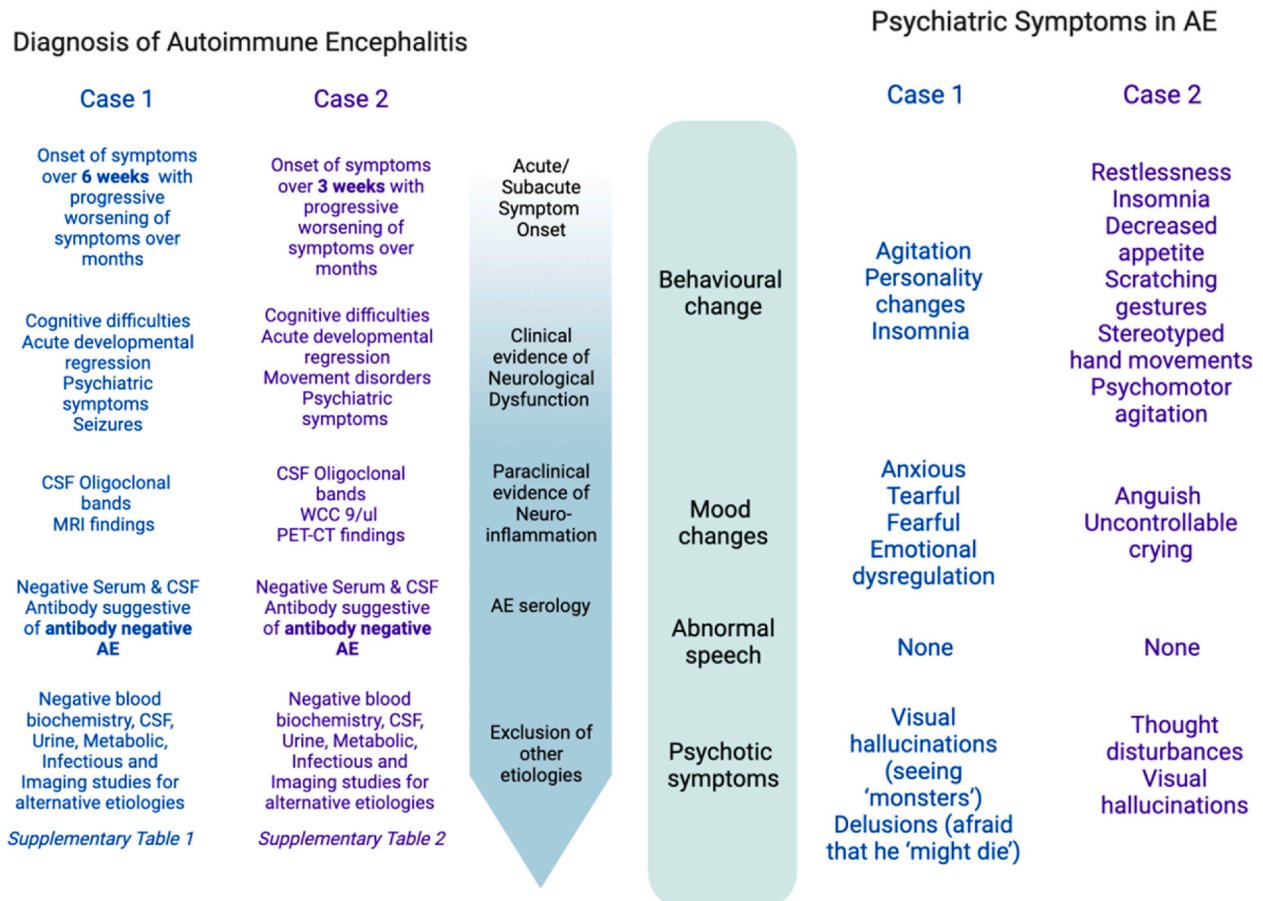 Diagnosis of Autoimmune Encephalitis
Case 1
Onset of symptoms
over 6 weeks with
progressive
worsening of
symptoms over
months
Cognitive difficulties
Acute developmental
regression
Psychiatric
symptoms
Seizures
CSF Oligoclonal
bands
MRI findings
Negative Serum & CSF
Antibody suggestive
of antibody negative
AE
Negative blood
biochemistry, CSF,
Urine, Metabolic,
Infectious and
Imaging studies for
alternative etiologies
Supplementary Table 1
Case 2
Onset of symptoms
over 3 weeks with
progressive
worsening of
symptoms over
months
Cognitive difficulties
Acute developmental
regression
Movement disorders
Psychiatric
symptoms
CSF Oligoclonal
bands
WCC 9/ul
PET-CT findings
Negative Serum & CSF
Antibody suggestive
of antibody negative
AE
Negative blood
biochemistry, CSF,
Urine, Metabolic,
Infectious and
Imaging studies for
alternative etiologies
Supplementary Table 2
Acute/
Subacute
Symptom
Onset
Clinical
evidence of
Neurological
Dysfunction
Paraclinical
evidence of
Neuro-
inflammation
AE serology
Exclusion of
other
etiologies
Psychiatric Symptoms in AE
Behavioural
change
Mood
changes
Abnormal
speech
Psychotic
symptoms
Case 1
Agitation
Personality
changes
Insomnia
Anxious
Tearful
Fearful
Emotional
dysregulation
None
Visual
hallucinations
(seeing
‘monsters’)
Delusions (afraid
that he ‘might die’)
Case 2
Restlessness
Insomnia
Decreased
appetite
Scratching
gestures
Stereotyped
hand movements
Psychomotor
agitation
Anguish
Uncontrollable
crying
None
Thought
disturbances
Visual
hallucinations